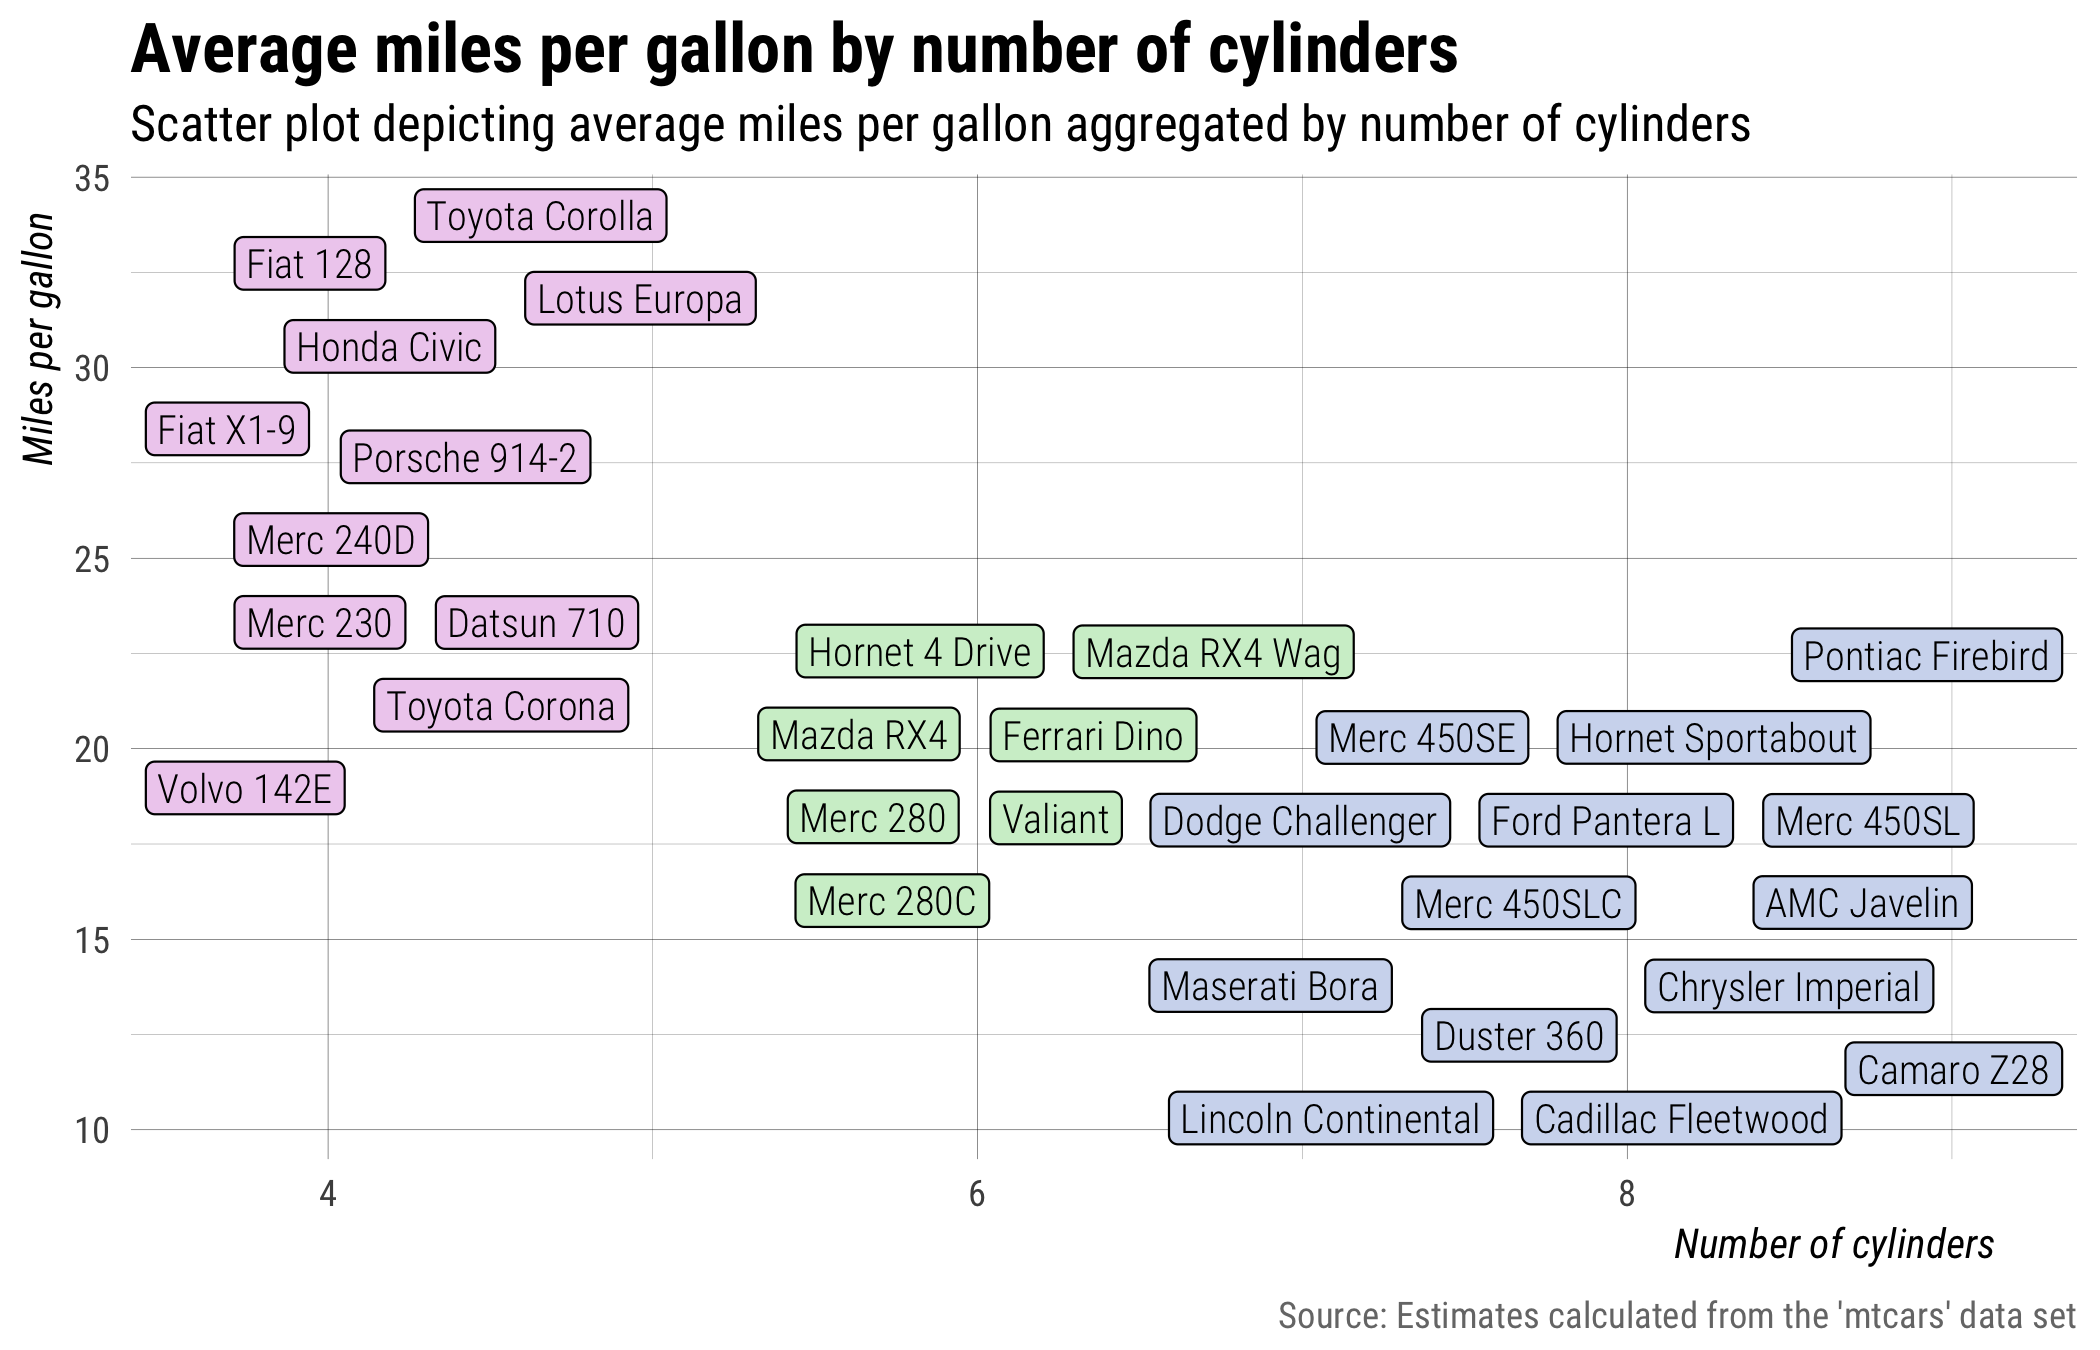 Average miles per gallon by number of cylinders
Scatter plot depicting average miles per gallon aggregated by number of cylinders
Miles per gallon
35
30
25
20
15
10
Toyota Corolla
Fiat 128
Lotus Europa
Honda Civic
Fiat X1-9
Porsche 914-2
Merc 240D
Merc 230
Datsun 710
Hornet 4 Drive
Mazda RX4 Wag
Pontiac Firebird
Toyota Corona
Mazda RX4
Ferrari Dino
Merc 450SE
Hornet Sportabout
Volvo 142E
Merc 280
Valiant
Dodge Challenger
Ford Pantera L
Merc 450SL
Merc 280C
Merc 450SLC
AMC Javelin
Maserati Bora
Chrysler Imperial
Duster 360
Camaro Z28
Lincoln Continental
Cadillac Fleetwood
4
6
8
Number of cylinders
Source: Estimates calculated from the 'mtcars' data set